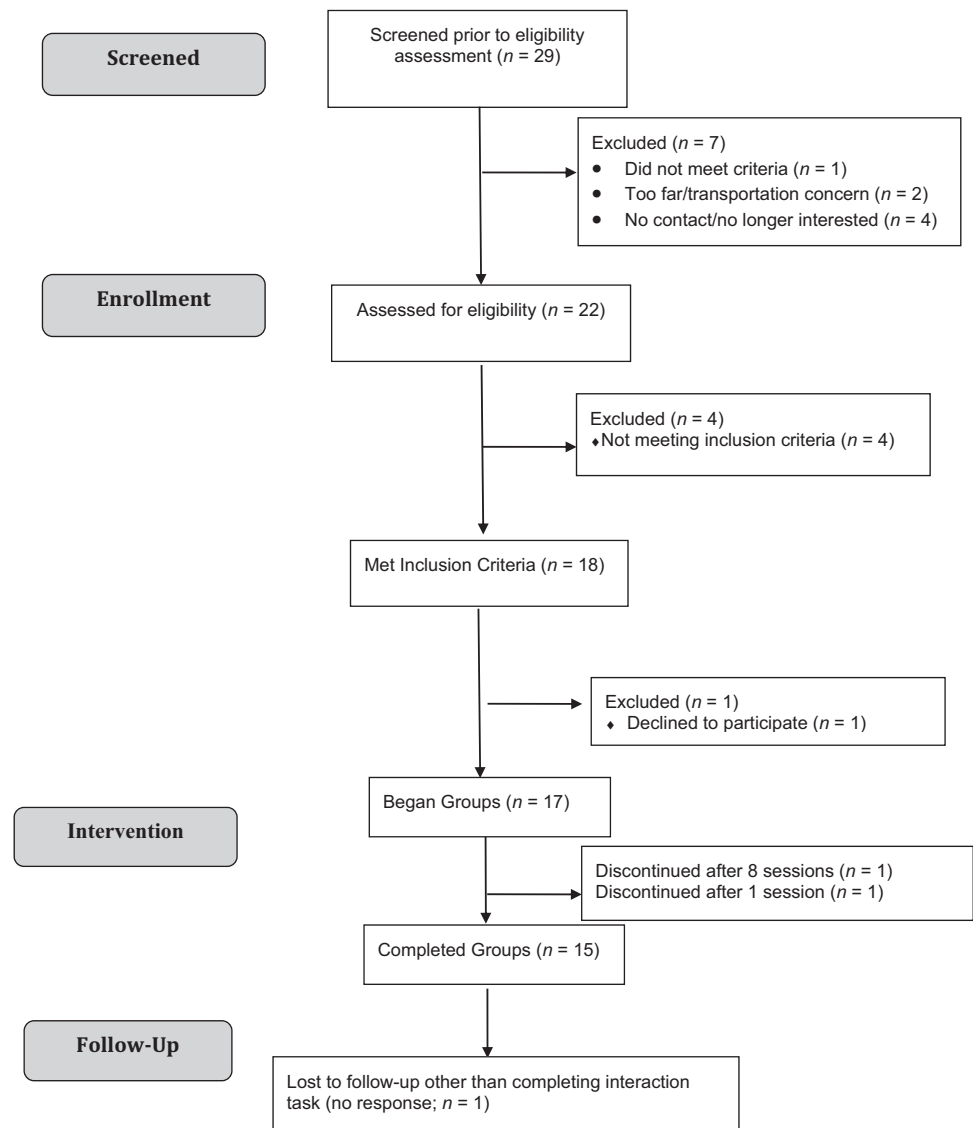 Screened
Screened prior to eligibility
assessment (n = 29)
Excluded (n = 7)
● Did not meet criteria (n = 1)
● Too far/transportation concern (n = 2)
● No contact/no longer interested (n = 4)
Enrollment
Assessed for eligibility (n = 22)
Excluded (n = 4)
♦Not meeting inclusion criteria (n = 4)
Met Inclusion Criteria (n = 18)
Excluded (n = 1)
♦ Declined to participate (n = 1)
Began Groups (n = 17)
Intervention
Discontinued after 8 sessions (n = 1)
Discontinued after 1 session (n = 1)
Completed Groups (n = 15)
Follow-Up
Lost to follow-up other than completing interaction
task (no response; n = 1)